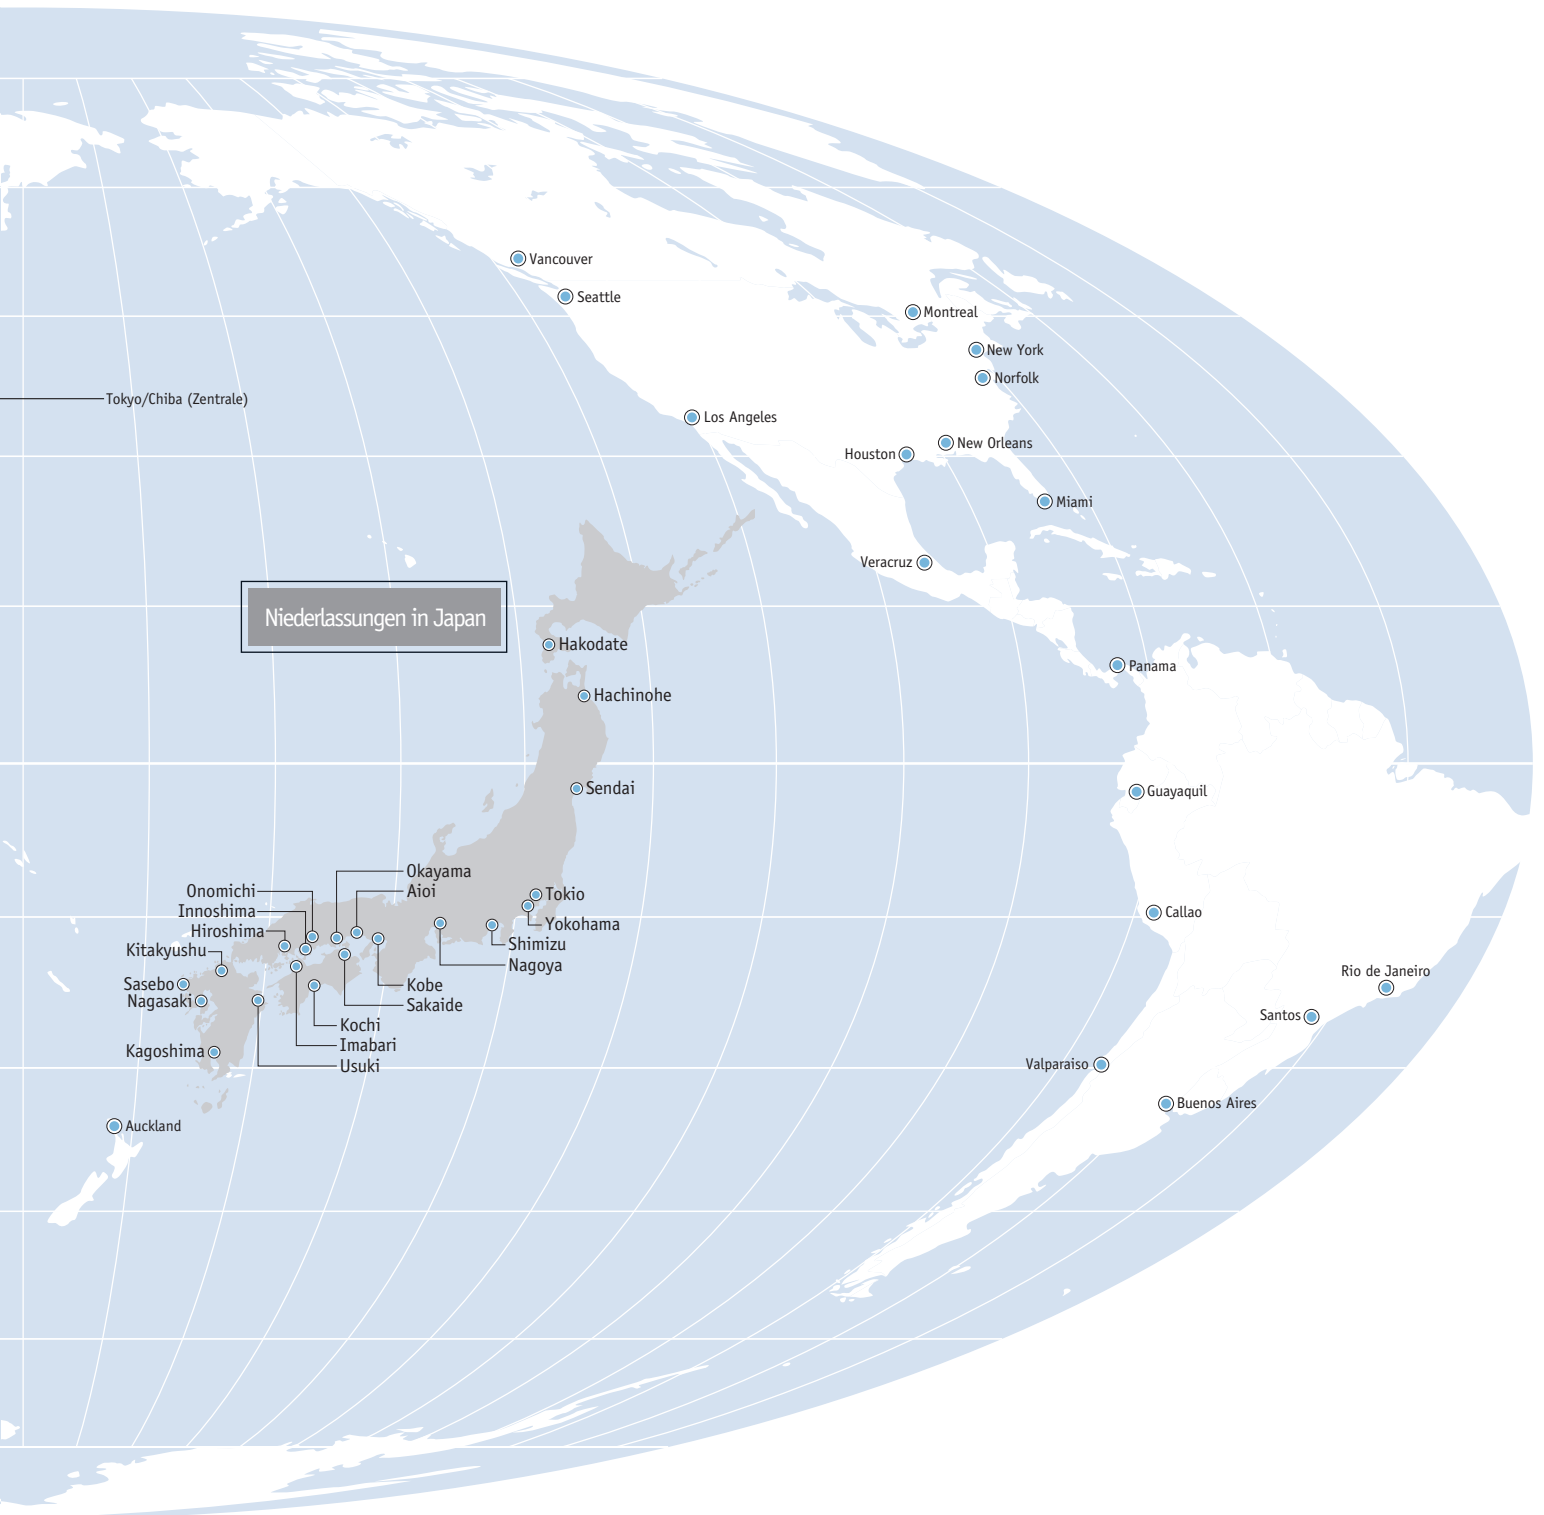 Vancouver
Seattle
Montreal
New York
Norfolk
Tokyo/Chiba (Zentrale)
Los Angeles
New Orleans
Houston
Miami
Veracruz
Niederlassungen in Japan
Hakodate
Panama
Hachinohe
Sendai
Guayaquil
Okayama
Onomichi
Aioi
Tokio
Innoshima
Callao
Yokohama
Hiroshima
Shimizu
Kitakyushu
Nagoya
Rio de Janeiro
Sasebo
Kobe
Nagasaki
Sakaide
Santos
Kochi
Imabari
Kagoshima
Usuki
Valparaiso
Buenos Aires
Auckland